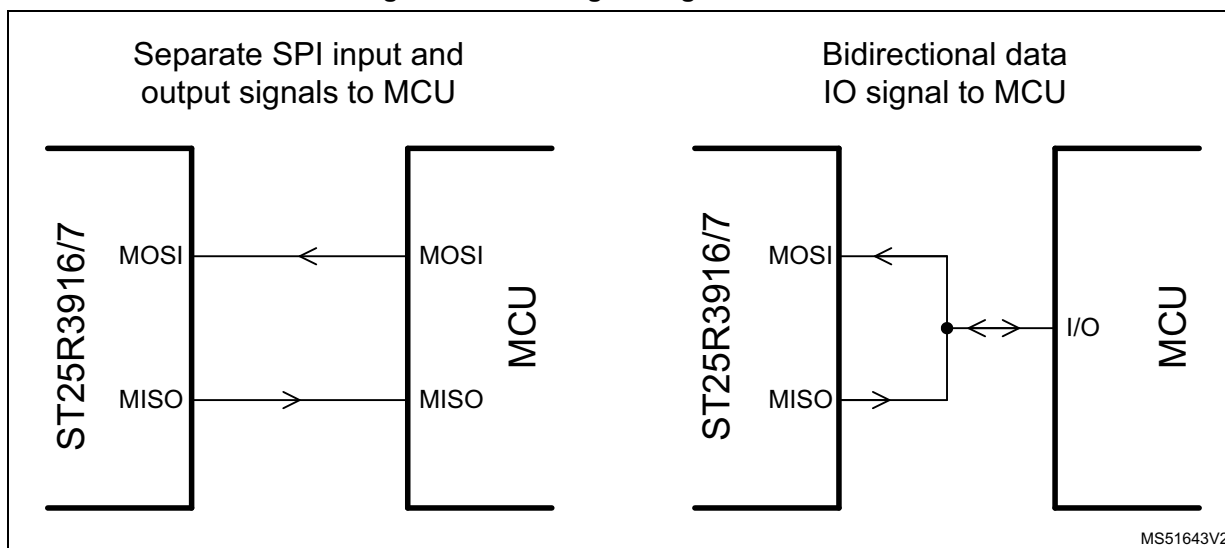 Separate SPI input and
output signals to MCU
ST25R3916/7
MOSI
MISO
MOSI
MISO
MCU
Bidirectional data
IO signal to MCU
ST25R3916/7
MOSI
MISO
I/O
MCU
MS51643V2